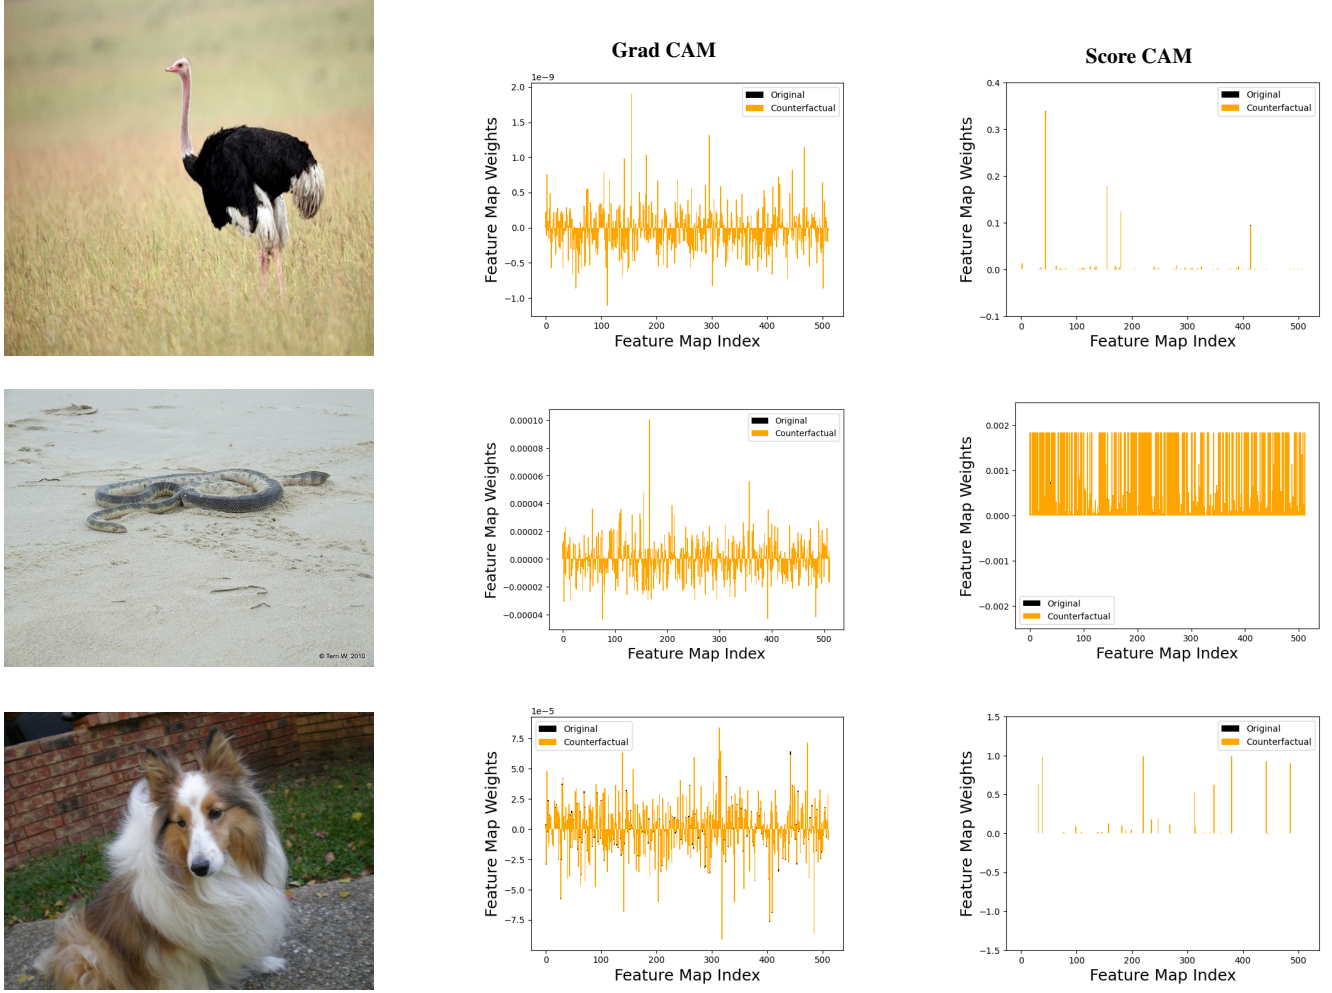 Grad CAM
1e−9
2.0
1.5
1.0
0.5
0.0
−0.5
−1.0
Feature Map Weights
Original
Counterfactual
0 100 200 300 400 500
Feature Map Index
Score CAM
0.4
0.3
0.2
0.1
0.0
−0.1
Feature Map Weights
Original
Counterfactual
0 100 200 300 400 500
Feature Map Index
© Terri W. 2010
0.00010
0.00008
0.00006
0.00004
0.00002
0.00000
−0.00002
−0.00004
Feature Map Weights
Original
Counterfactual
0 100 200 300 400 500
Feature Map Index
0.002
0.001
0.000
−0.001
−0.002
Feature Map Weights
Original
Counterfactual
0 100 200 300 400 500
Feature Map Index
1e−5
7.5
5.0
2.5
0.0
−2.5
−5.0
−7.5
Feature Map Weights
Original
Counterfactual
0 100 200 300 400 500
Feature Map Index
1.5
1.0
0.5
0.0
−0.5
−1.0
−1.5
Feature Map Weights
Original
Counterfactual
0 100 200 300 400 500
Feature Map Index